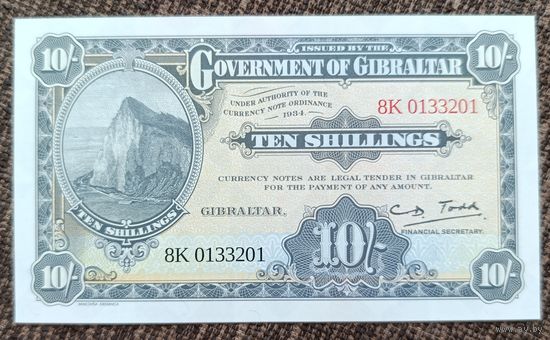 10/-
ISSUED BY THE
10/-
GOVERNMENT OF GIBRALTAR
UNDER AUTHORITY OF THE
CURRENCY NOTE ORDINANCE
1934.
8K 0133201
TEN SHILLINGS
CURRENCY NOTES ARE LEGAL TENDER IN GIBRALTAR
FOR THE PAYMENT OF ANY AMOUNT.
TEN SHILLINGS
GIBRALTAR,
C D Todd
FINANCIAL SECRETARY.
8K 0133201
10/-
10/-
10/-
ay.by